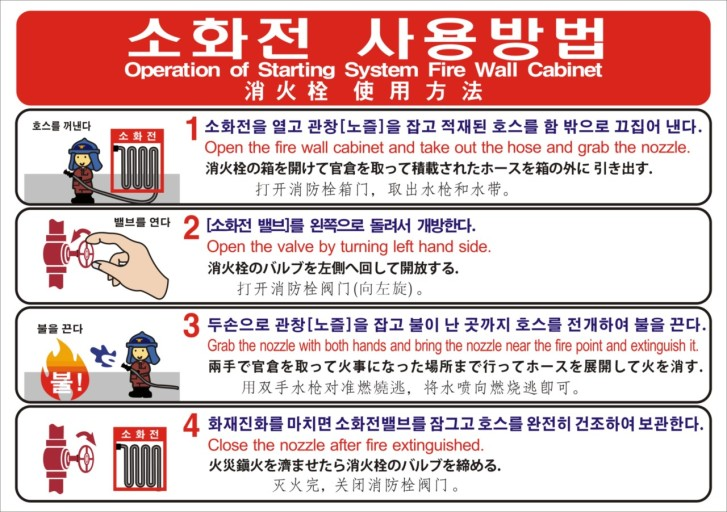 소화전 사용방법
Operation of Starting System Fire Wall Cabinet
消火栓 使用方法
호스를 꺼낸다
소화전
1 소화전을 열고 관창[노즐]을 잡고 적재된 호스를 함 밖으로 끄집어 낸다.
Open the fire wall cabinet and take out the hose and grab the nozzle.
消火栓の箱を開けて官倉を取って積載されたホースを箱の外に 引き出す.
打开消防栓箱门，取出水枪和水带。
밸브를 연다
2 [소화전 밸브]를 왼쪽으로 돌려서 개방한다.
Open the valve by turning left hand side.
消火栓のバルブを左側へ回して開放する.
打开消防栓阀门(向左旋)。
불을 끈다
불!
3 두손으로 관창[노즐]을 잡고 불이 난 곳까지 호스를 전개하여 불을 끈다.
Grab the nozzle with both hands and bring the nozzle near the fire point and extinguish it.
兩手で官倉を取って火事になった場所まで行ってホースを展開して火を消す.
用双手水枪对准燃燒逃，将水喷向燃烧逃即可。
소화전
4 화재진화를 마치면 소화전밸브를 잠그고 호스를 완전히 건조하여 보관한다.
Close the nozzle after fire extinguished.
火災鎭火を濟ませたら消火栓のバルブを締める.
灭火完，关闭消防栓阀门。